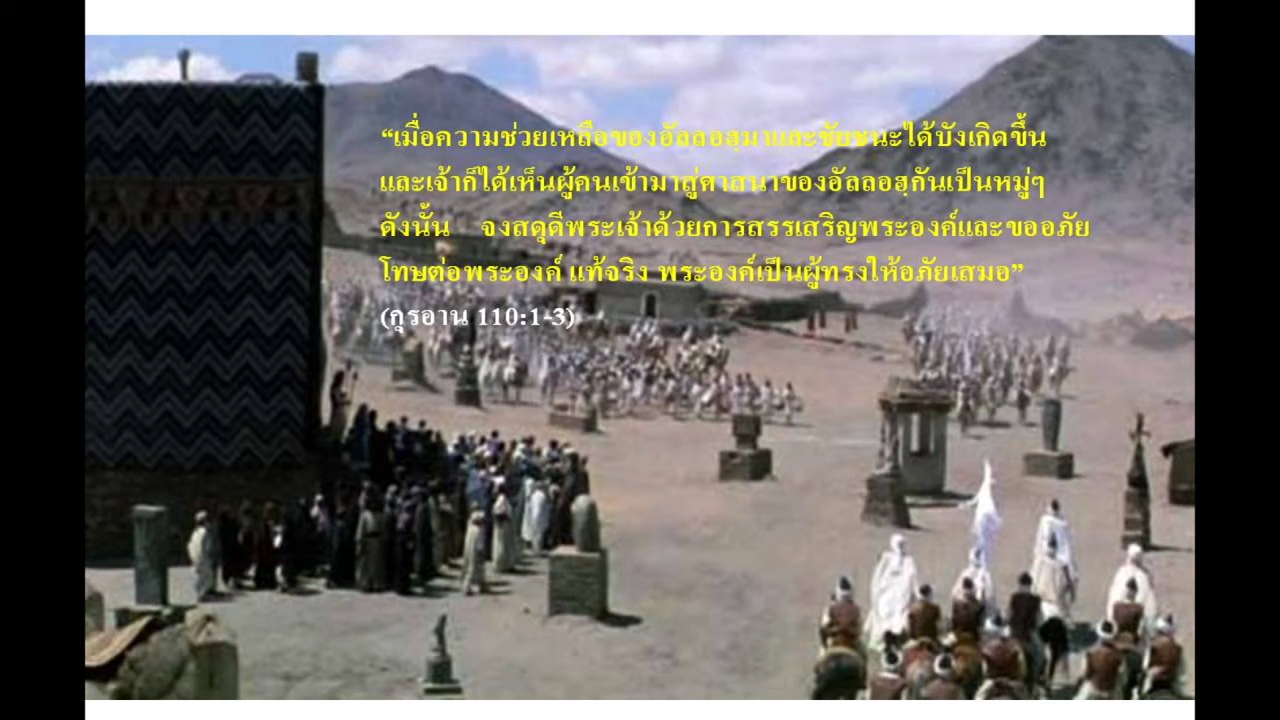 “เมื่อความช่วยเหลือของอัลลอฮฺมาและชัยชนะได้บังเกิดขึ้น
และเจ้าก็ได้เห็นผู้คนเข้ามาสู่ศาสนาของอัลลอฮฺกันเป็นหมู่ๆ
ดังนั้น จงสดุดีพระเจ้าด้วยการสรรเสริญพระองค์และขออภัย
โทษต่อพระองค์ แท้จริง พระองค์เป็นผู้ทรงให้อภัยเสมอ”
(กุรอาน 110:1-3)